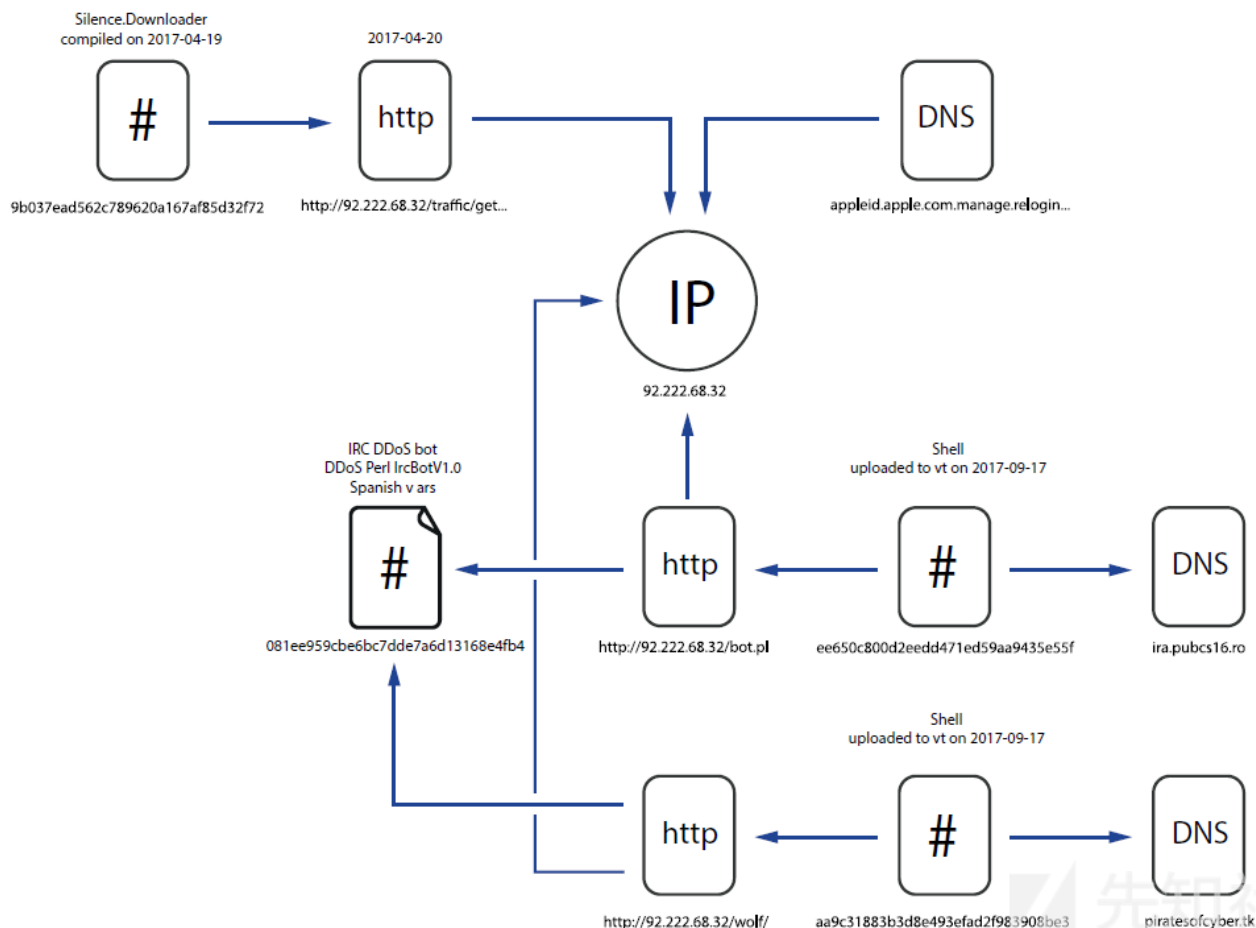 Silence.Downloader
compiled on 2017-04-19
2017-04-20
#
http
DNS
9b037ead562c789620a167af85d32f72
http://92.222.68.32/traffic/get...
appleid.apple.com.manage.relogin...
IP
92.222.68.32
IRC DDoS bot
DDoS Perl IrcBotV1.0
Spanish v ars
Shell
uploaded to vt on 2017-09-17
#
http
#
DNS
081ee959cbe6bc7dde7a6d13168e4fb4
http://92.222.68.32/bot.pl
ee650c800d2eedd471ed59aa9435e55f
ira.pubcs16.ro
Shell
uploaded to vt on 2017-09-17
http
#
DNS
先知社
http://92.222.68.32/wolf/
aa9c31883b3d8e493efad2f983908be3
piratesofcyber.tk